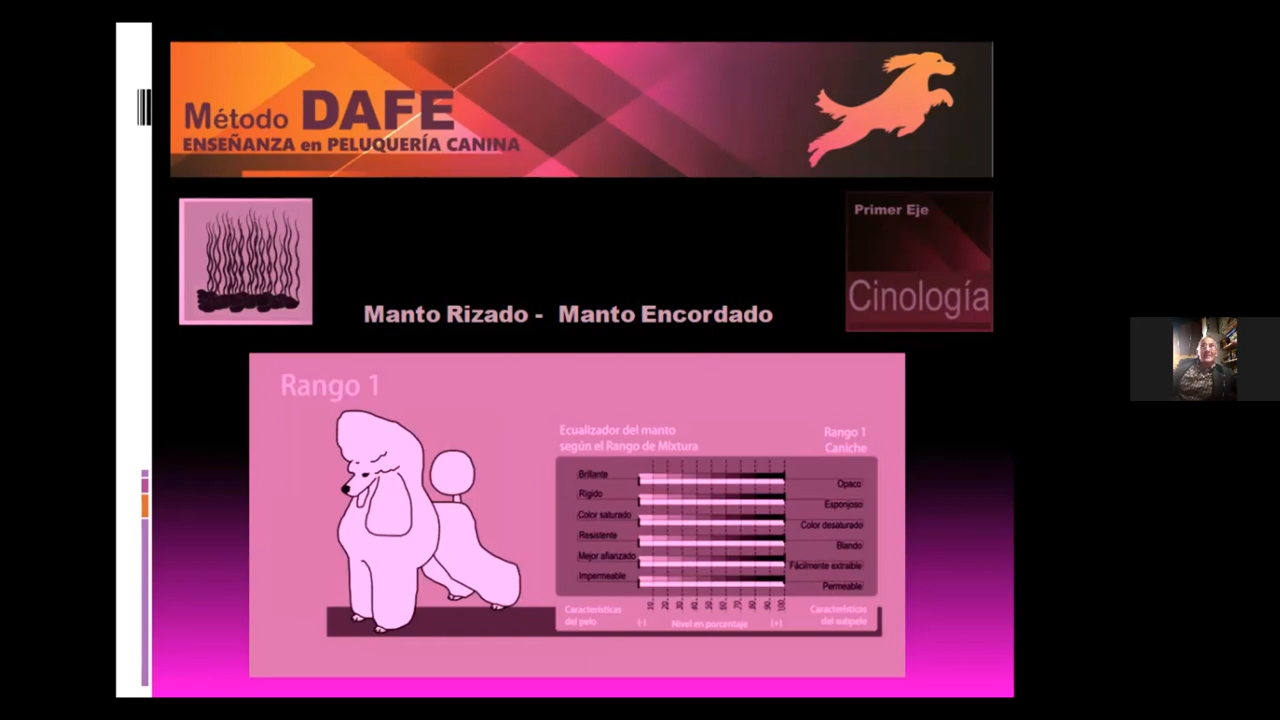 Método DAFE
ENSEÑANZA en PELUQUERÍA CANINA
Primer Eje
Cinología
Manto Rizado - Manto Encordado
Rango 1
Ecualizador del manto
según el Rango de Mixtura
Rango 1
Caniche
Brillante
Opaco
Rígido
Esponjoso
Color saturado
Color desaturado
Resistente
Blando
Mejor afianzado
Fácilmente extraible
Impermeable
Permeable
10 20 30 40 50 60 70 80 90 100
Características
del pelo
(-) Nivel en porcentaje (+)
Características
del subpelo